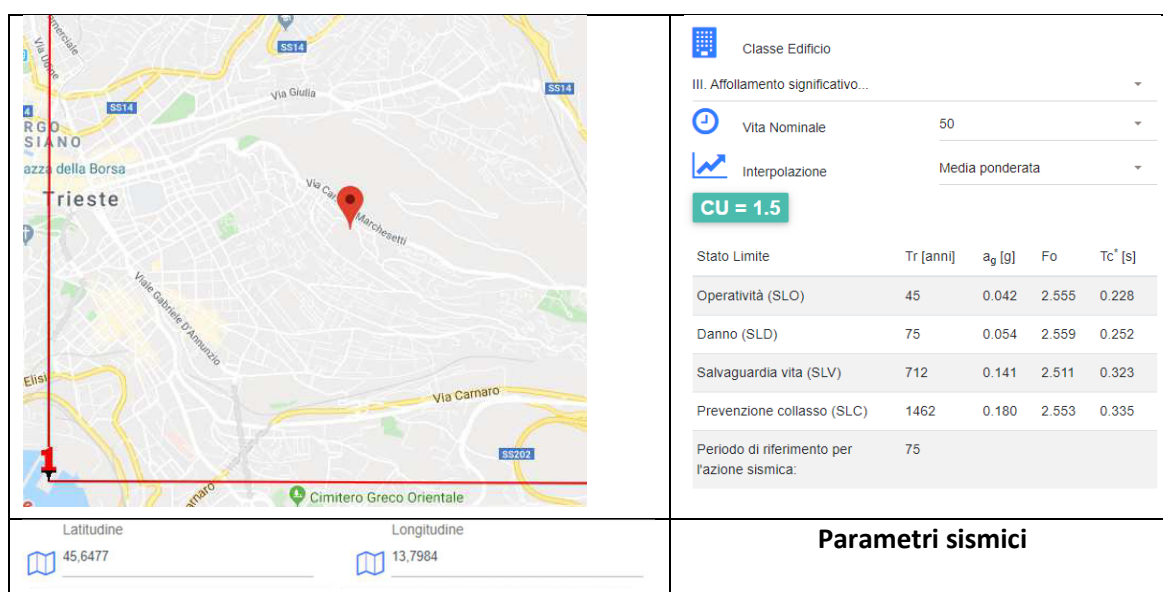 merciale
Via Udine
SS14
Via Giulia
SS14
SS14
RGO
SIANO
azza della Borsa
Trieste
Via Car
Marchesetti
Viale Gabriele D'Annunzio
Elisi
Via Carnaro
1
SS202
naro
Cimitero Greco Orientale
Classe Edificio
III. Affollamento significativo...
Vita Nominale 50
Interpolazione Media ponderata
CU = 1.5
Stato Limite Tr [anni] ag [g] Fo Tc* [s]
Operatività (SLO) 45 0.042 2.555 0.228
Danno (SLD) 75 0.054 2.559 0.252
Salvaguardia vita (SLV) 712 0.141 2.511 0.323
Prevenzione collasso (SLC) 1462 0.180 2.553 0.335
Periodo di riferimento per 75
l'azione sismica:
Latitudine Longitudine
45,6477 13,7984
Parametri sismici